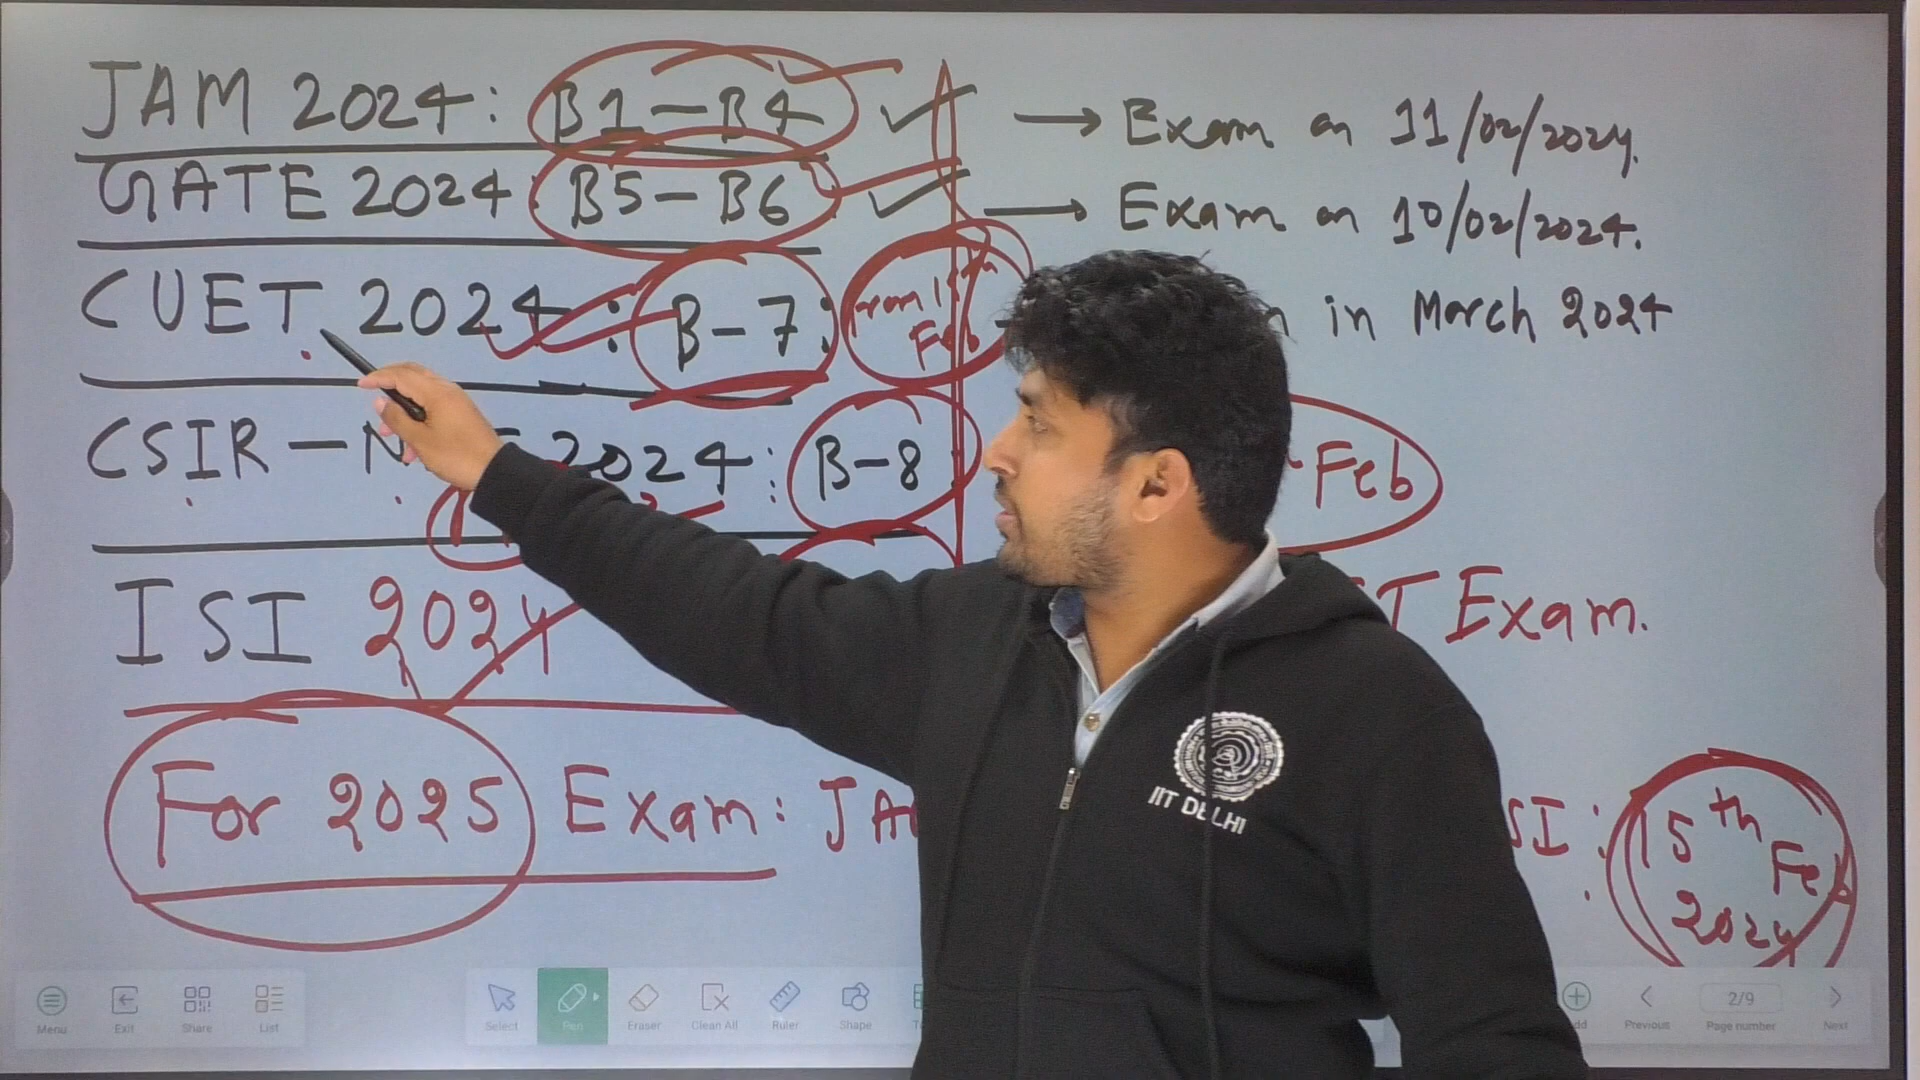 JAM 2024: B1-B4 → Exam on 11/02/2024.
GATE 2024: B5-B6 → Exam on 10/02/2024.
CUET 2024: B-7: From 1st Feb in March 2024
CSIR-N 2024: B-8 Feb
ISI 2024 T Exam.
For 2025 Exam: JA SI: 15th Feb 2024
IIT DELHI
Menu Exit Share List Select Pen Eraser Clean All Ruler Shape dd Previous 2/9 Page number Next